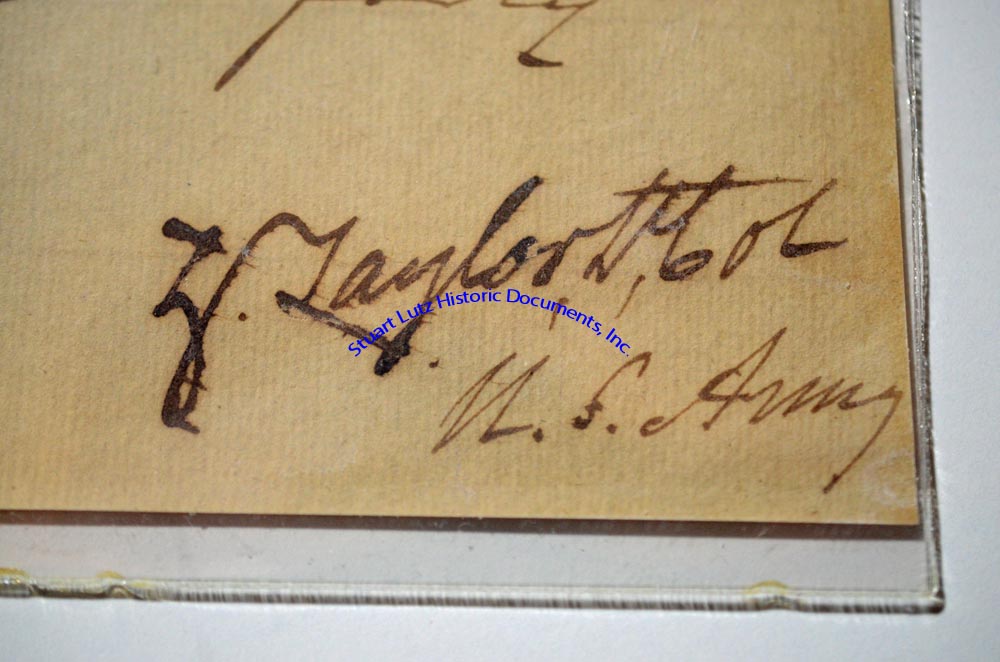 Z. Taylor, Lt. Col
U. S. Army
Stuart Lutz Historic Documents, Inc.